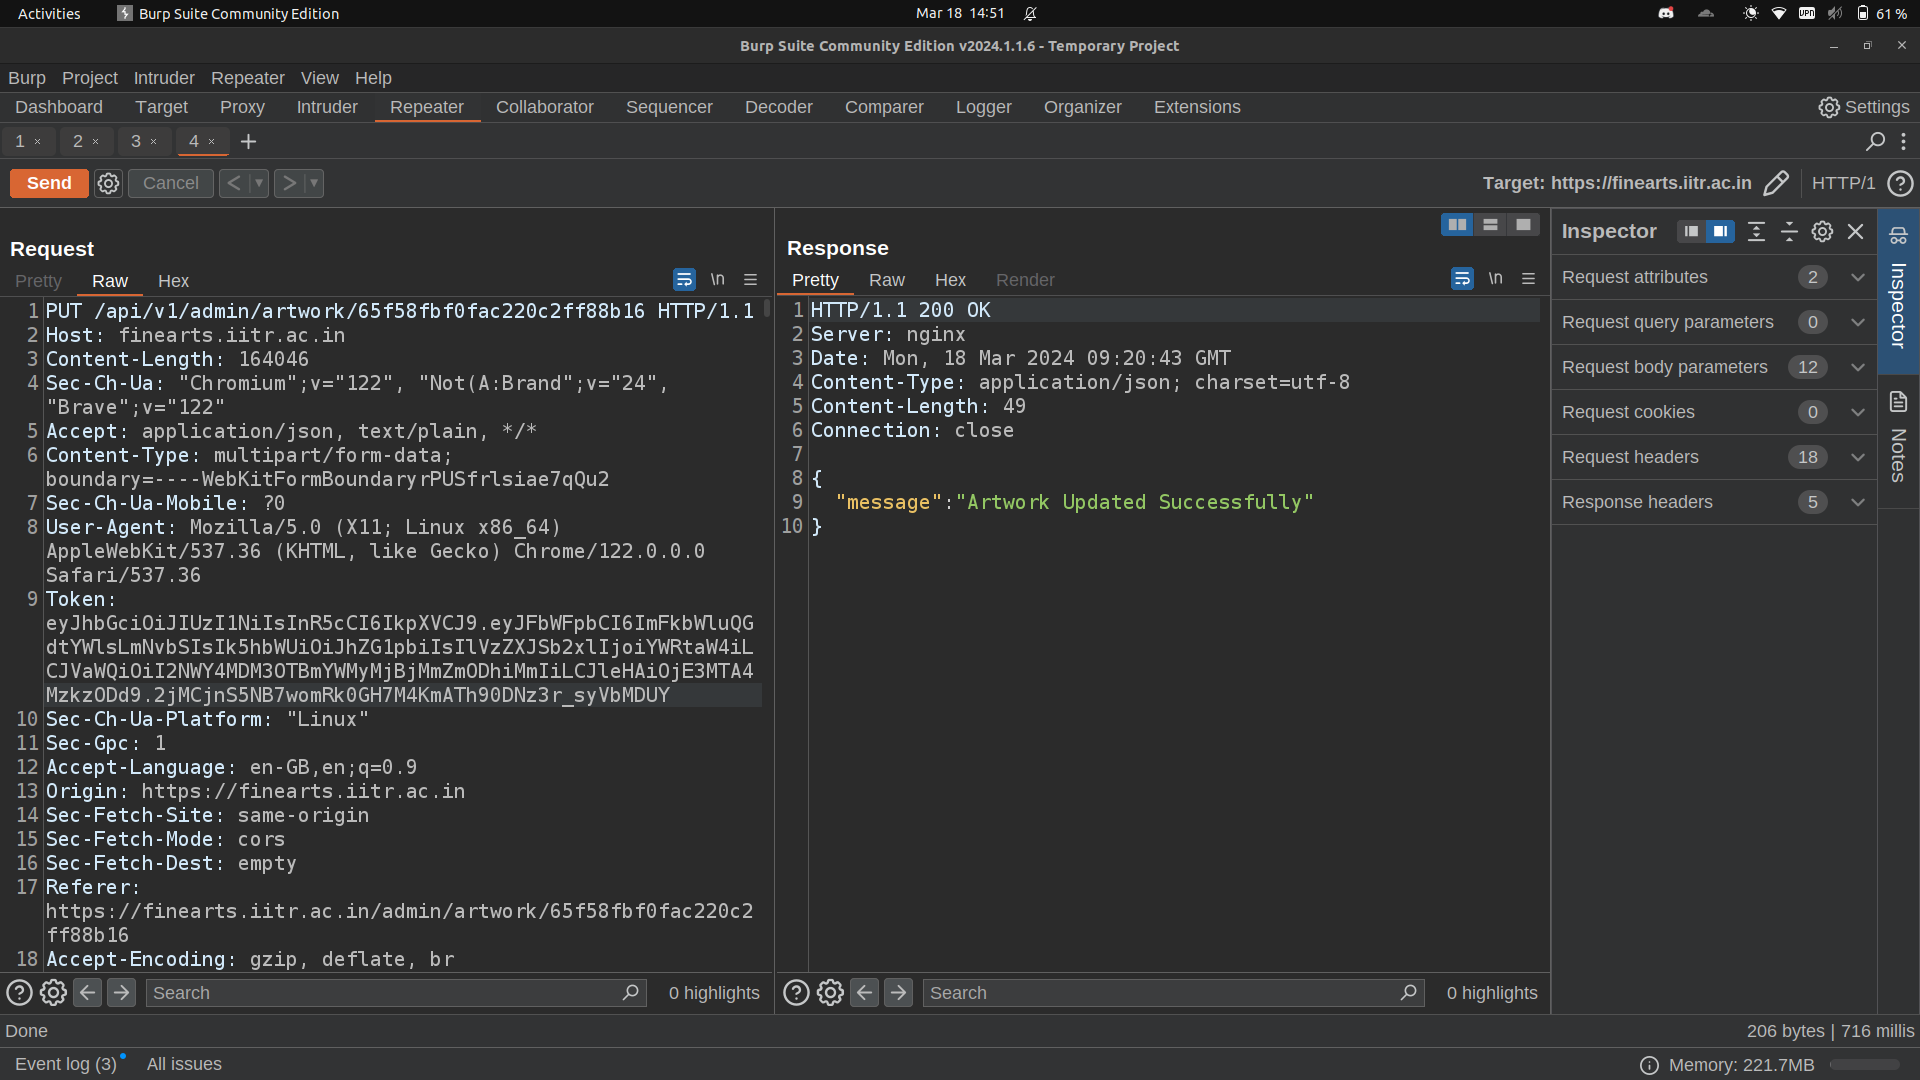 Activities
Burp Suite Community Edition
Mar 18 14:51
VPN
61 %
Burp Suite Community Edition v2024.1.1.6 - Temporary Project
Burp Project Intruder Repeater View Help
Dashboard Target Proxy Intruder Repeater Collaborator Sequencer Decoder Comparer Logger Organizer Extensions Settings
1 × 2 × 3 × 4 × +
Send Cancel < > Target: https://finearts.iitr.ac.in HTTP/1 ?
Request
Pretty Raw Hex \n
1 PUT /api/v1/admin/artwork/65f58fbf0fac220c2ff88b16 HTTP/1.1
2 Host: finearts.iitr.ac.in
3 Content-Length: 164046
4 Sec-Ch-Ua: "Chromium";v="122", "Not(A:Brand";v="24",
"Brave";v="122"
5 Accept: application/json, text/plain, */*
6 Content-Type: multipart/form-data;
boundary=----WebKitFormBoundaryrPUSfrlsiae7qQu2
7 Sec-Ch-Ua-Mobile: ?0
8 User-Agent: Mozilla/5.0 (X11; Linux x86_64)
AppleWebKit/537.36 (KHTML, like Gecko) Chrome/122.0.0.0
Safari/537.36
9 Token:
eyJhbGciOiJIUzI1NiIsInR5cCI6IkpXVCJ9.eyJFbWFpbCI6ImFkbWluQG
dtYWlsLmNvbSIsIk5hbWUiOiJhZG1pbiIsIlVzZXJSb2xlIjoiYWRtaW4iL
CJVaWQiOiI2NWY4MDM3OTBmYWMyMjBjMmZmODhiMmIiLCJleHAiOjE3MTA4
MzkzODd9.2jMCjnS5NB7womRk0GH7M4KmATh90DNz3r_syVbMDUY
10 Sec-Ch-Ua-Platform: "Linux"
11 Sec-Gpc: 1
12 Accept-Language: en-GB,en;q=0.9
13 Origin: https://finearts.iitr.ac.in
14 Sec-Fetch-Site: same-origin
15 Sec-Fetch-Mode: cors
16 Sec-Fetch-Dest: empty
17 Referer:
https://finearts.iitr.ac.in/admin/artwork/65f58fbf0fac220c2
ff88b16
18 Accept-Encoding: gzip, deflate, br
Search 0 highlights
Response
Pretty Raw Hex Render \n
1 HTTP/1.1 200 OK
2 Server: nginx
3 Date: Mon, 18 Mar 2024 09:20:43 GMT
4 Content-Type: application/json; charset=utf-8
5 Content-Length: 49
6 Connection: close
7
8 {
9 "message":"Artwork Updated Successfully"
10 }
Search 0 highlights
Inspector
Request attributes 2
Request query parameters 0
Request body parameters 12
Request cookies 0
Request headers 18
Response headers 5
Inspector
Notes
Done 206 bytes | 716 millis
Event log (3) All issues Memory: 221.7MB